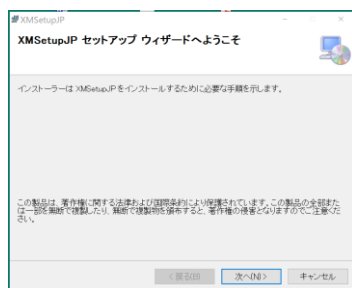 XMSetupJP
XMSetupJP セットアップ ウィザードへようこそ
インストーラーは XMSetupJP をインストールするために必要な手順を示します。
この製品は、著作権に関する法律および国際条約により保護されています。この製品の全部また
は一部を無断で複製したり、無断で複製物を頒布すると、著作権の侵害となりますのでご注意くだ
さい。
< 戻る(B) 次へ(N) > キャンセル